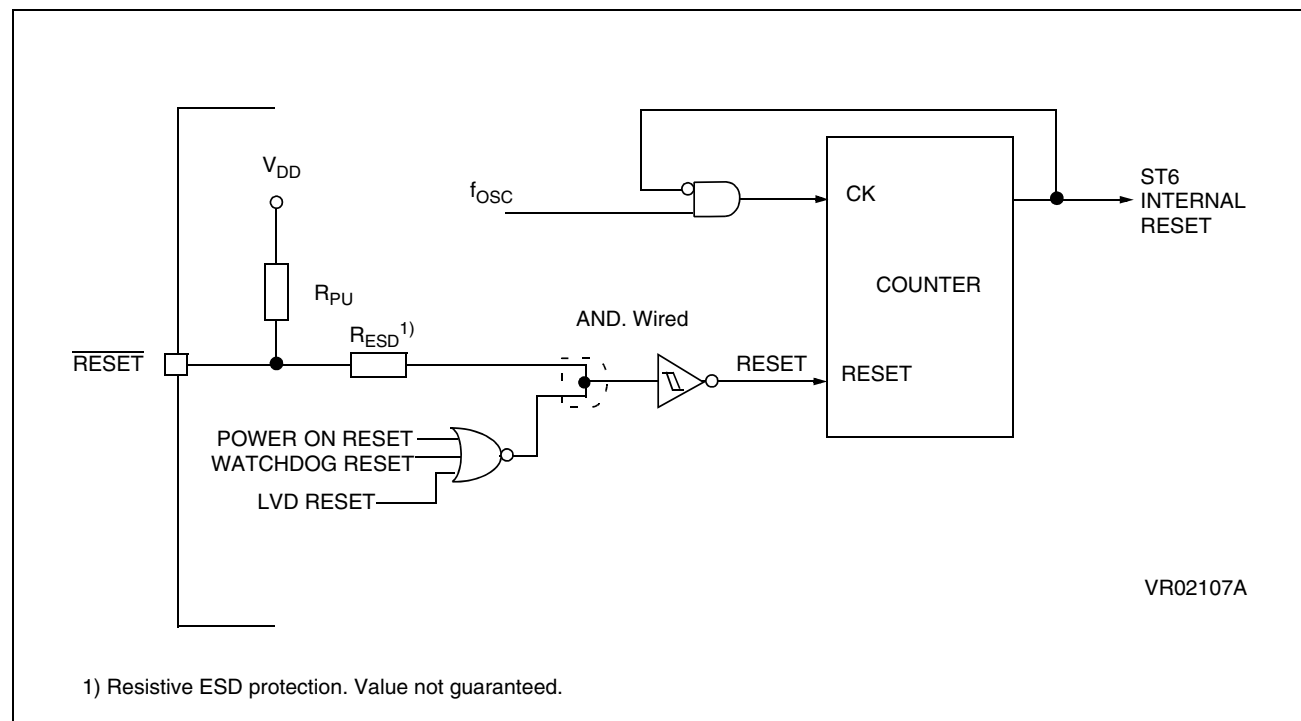 V_DD
f_OSC
CK
ST6
INTERNAL
RESET
R_PU
COUNTER
AND. Wired
R_ESD 1)
RESET
RESET
RESET
POWER ON RESET
WATCHDOG RESET
LVD RESET
VR02107A
1) Resistive ESD protection. Value not guaranteed.